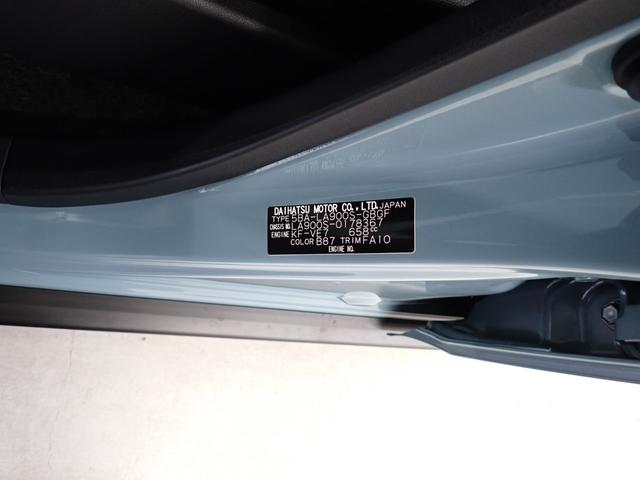 DAIHATSU MOTOR CO., LTD. JAPAN
TYPE 5BA-LA900S-GBGF
CHASSIS NO. LA900S-0178367
ENGINE KF-VE7 658cc
COLOR B87 TRIM FA10
ENGINE NO.